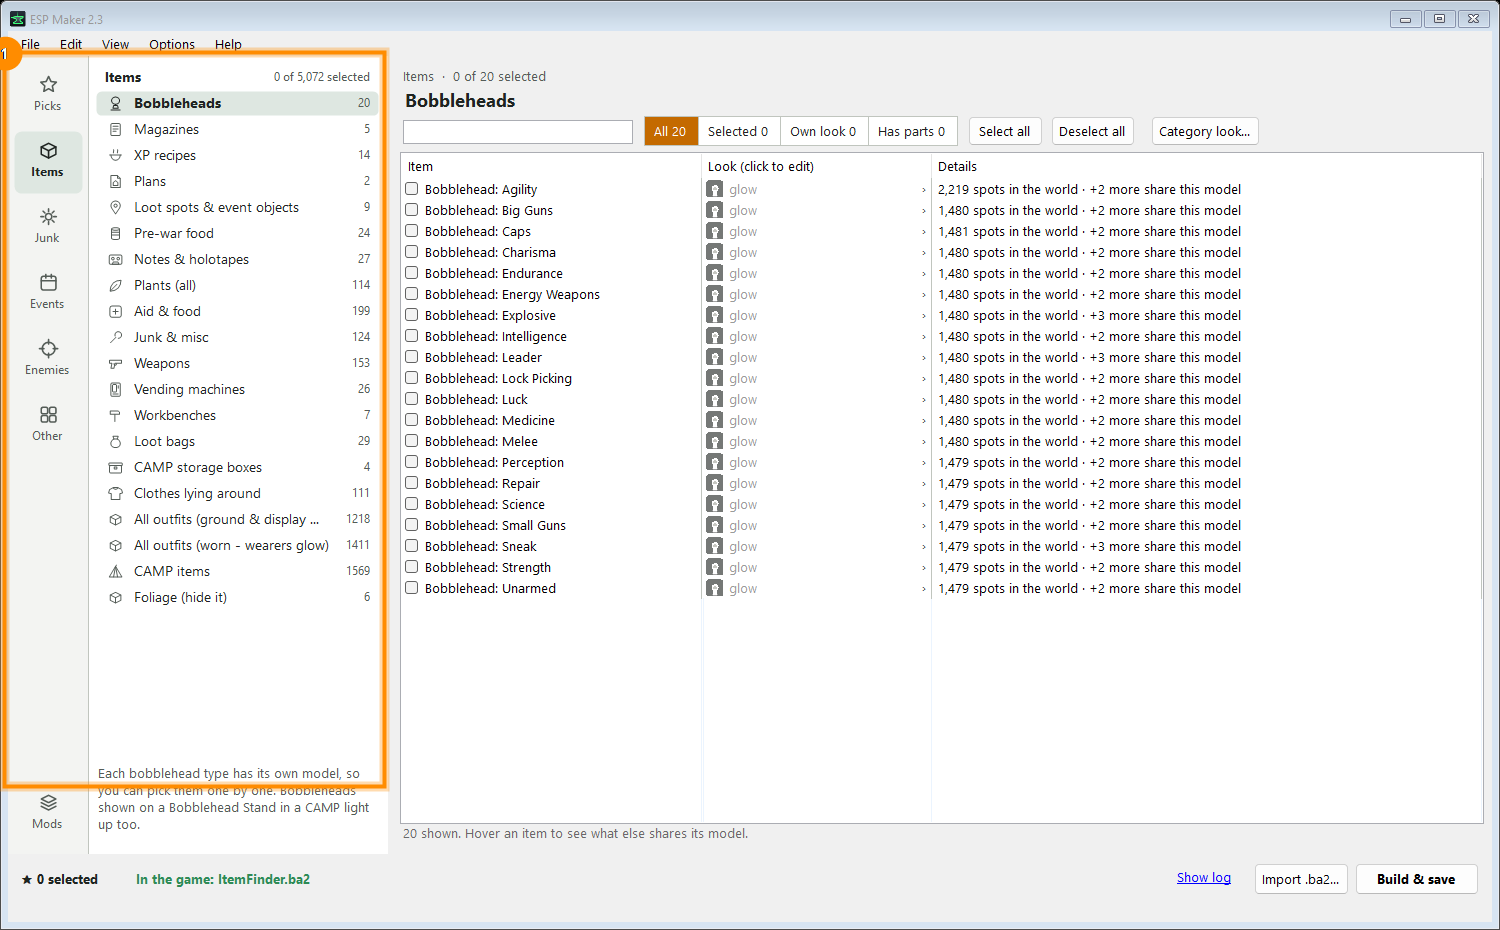 ESP Maker 2.3
File Edit View Options Help
1
Picks
Items
Junk
Events
Enemies
Other
Mods
Items 0 of 5,072 selected
Bobbleheads 20
Magazines 5
XP recipes 14
Plans 2
Loot spots & event objects 9
Pre-war food 24
Notes & holotapes 27
Plants (all) 114
Aid & food 199
Junk & misc 124
Weapons 153
Vending machines 26
Workbenches 7
Loot bags 29
CAMP storage boxes 4
Clothes lying around 111
All outfits (ground & display ... 1218
All outfits (worn - wearers glow) 1411
CAMP items 1569
Foliage (hide it) 6
Each bobblehead type has its own model, so
you can pick them one by one. Bobbleheads
shown on a Bobblehead Stand in a CAMP light
up too.
Items · 0 of 20 selected
Bobbleheads
All 20 Selected 0 Own look 0 Has parts 0 Select all Deselect all Category look...
Item Look (click to edit) Details
Bobblehead: Agility glow › 2,219 spots in the world · +2 more share this model
Bobblehead: Big Guns glow › 1,480 spots in the world · +2 more share this model
Bobblehead: Caps glow › 1,481 spots in the world · +2 more share this model
Bobblehead: Charisma glow › 1,480 spots in the world · +2 more share this model
Bobblehead: Endurance glow › 1,480 spots in the world · +2 more share this model
Bobblehead: Energy Weapons glow › 1,480 spots in the world · +2 more share this model
Bobblehead: Explosive glow › 1,480 spots in the world · +3 more share this model
Bobblehead: Intelligence glow › 1,480 spots in the world · +2 more share this model
Bobblehead: Leader glow › 1,480 spots in the world · +3 more share this model
Bobblehead: Lock Picking glow › 1,480 spots in the world · +2 more share this model
Bobblehead: Luck glow › 1,480 spots in the world · +2 more share this model
Bobblehead: Medicine glow › 1,480 spots in the world · +2 more share this model
Bobblehead: Melee glow › 1,480 spots in the world · +2 more share this model
Bobblehead: Perception glow › 1,479 spots in the world · +2 more share this model
Bobblehead: Repair glow › 1,479 spots in the world · +2 more share this model
Bobblehead: Science glow › 1,479 spots in the world · +2 more share this model
Bobblehead: Small Guns glow › 1,479 spots in the world · +2 more share this model
Bobblehead: Sneak glow › 1,479 spots in the world · +3 more share this model
Bobblehead: Strength glow › 1,479 spots in the world · +2 more share this model
Bobblehead: Unarmed glow › 1,479 spots in the world · +2 more share this model
20 shown. Hover an item to see what else shares its model.
★ 0 selected In the game: ItemFinder.ba2 Show log Import .ba2... Build & save